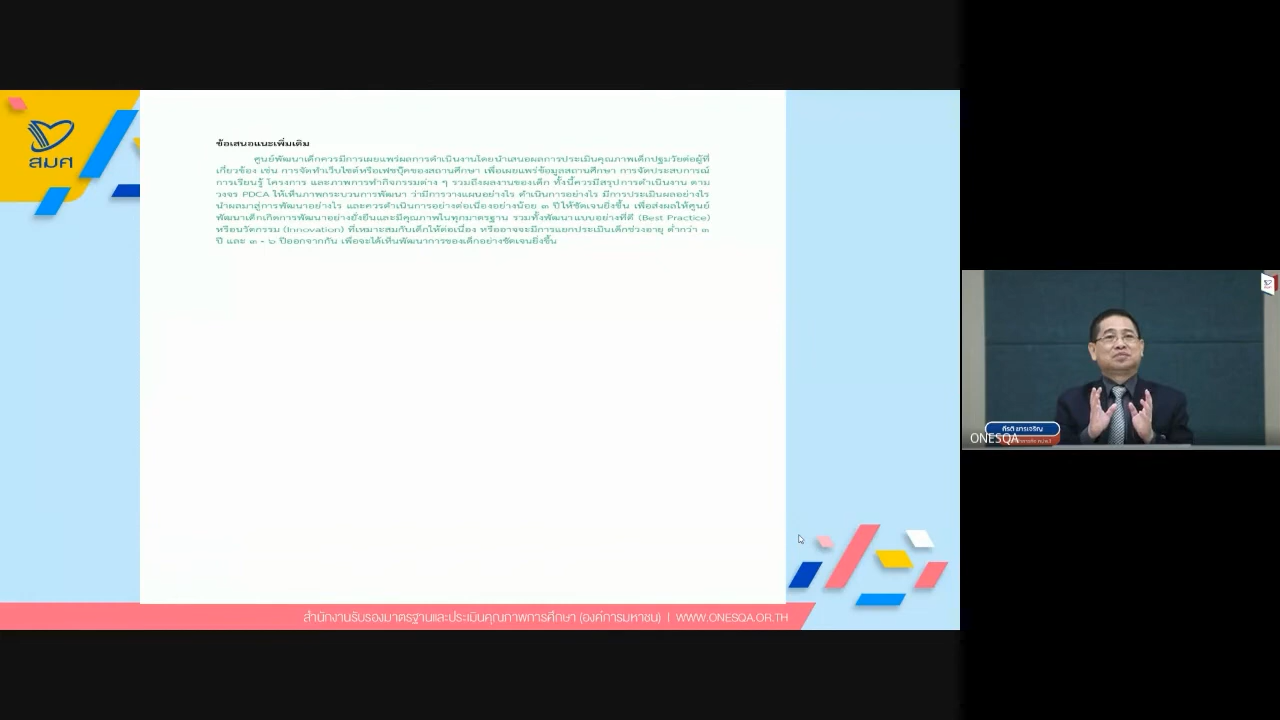 สมศ
ข้อเสนอแนะเพิ่มเติม
ศูนย์พัฒนาเด็กควรมีการเผยแพร่ผลการดำเนินงานโดยนำเสนอผลการประเมินคุณภาพเด็กปฐมวัยต่อผู้ที่
เกี่ยวข้อง เช่น การจัดทำเว็บไซต์หรือเฟซบุ๊คของสถานศึกษา เพื่อเผยแพร่ข้อมูลสถานศึกษา การจัดประสบการณ์
การเรียนรู้ โครงการ และภาพการทำกิจกรรมต่าง ๆ รวมถึงผลงานของเด็ก ทั้งนี้ควรมีสรุปการดำเนินงาน ตาม
วงจร PDCA ให้เห็นภาพกระบวนการพัฒนา ว่ามีการวางแผนอย่างไร ดำเนินการอย่างไร มีการประเมินผลอย่างไร
นำผลมาสู่การพัฒนาอย่างไร และควรดำเนินการอย่างต่อเนื่องอย่างน้อย ๓ ปีให้ชัดเจนยิ่งขึ้น เพื่อส่งผลให้ศูนย์
พัฒนาเด็กเกิดการพัฒนาอย่างยั่งยืนและมีคุณภาพในทุกมาตรฐาน รวมทั้งพัฒนาแบบอย่างที่ดี (Best Practice)
หรือนวัตกรรม (Innovation) ที่เหมาะสมกับเด็กให้ต่อเนื่อง หรืออาจจะมีการแยกประเมินเด็กช่วงอายุ ต่ำกว่า ๓
ปี และ ๓ - ๖ ปีออกจากกัน เพื่อจะได้เห็นพัฒนาการของเด็กอย่างชัดเจนยิ่งขึ้น
สำนักงานรับรองมาตรฐานและประเมินคุณภาพการศึกษา (องค์การมหาชน) | WWW.ONESQA.OR.TH
ONESQA